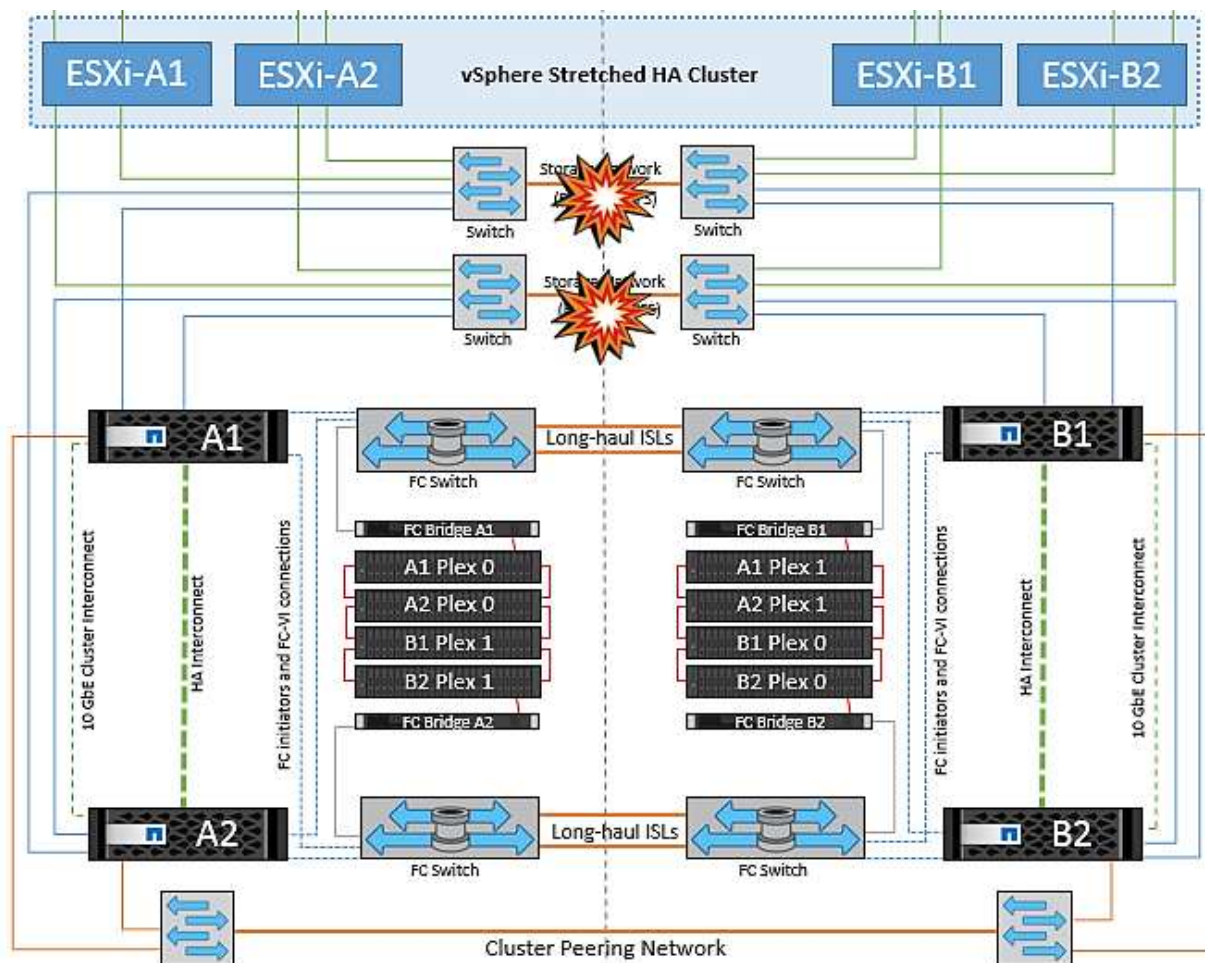 ESXi-A1
ESXi-A2
vSphere Stretched HA Cluster
ESXi-B1
ESXi-B2
Switch
Switch
Switch
Switch
A1
B1
Long-haul ISLs
FC Switch
FC Switch
FC Bridge A1
FC Bridge B1
A1 Plex 0
A1 Plex 1
A2 Plex 0
A2 Plex 1
B1 Plex 1
B1 Plex 0
B2 Plex 1
B2 Plex 0
FC Bridge A2
FC Bridge B2
10 GbE Cluster Interconnect
HA Interconnect
FC initiators and FC-VI connections
FC initiators and FC-VI connections
HA Interconnect
10 GbE Cluster Interconnect
A2
B2
Long-haul ISLs
FC Switch
FC Switch
Cluster Peering Network